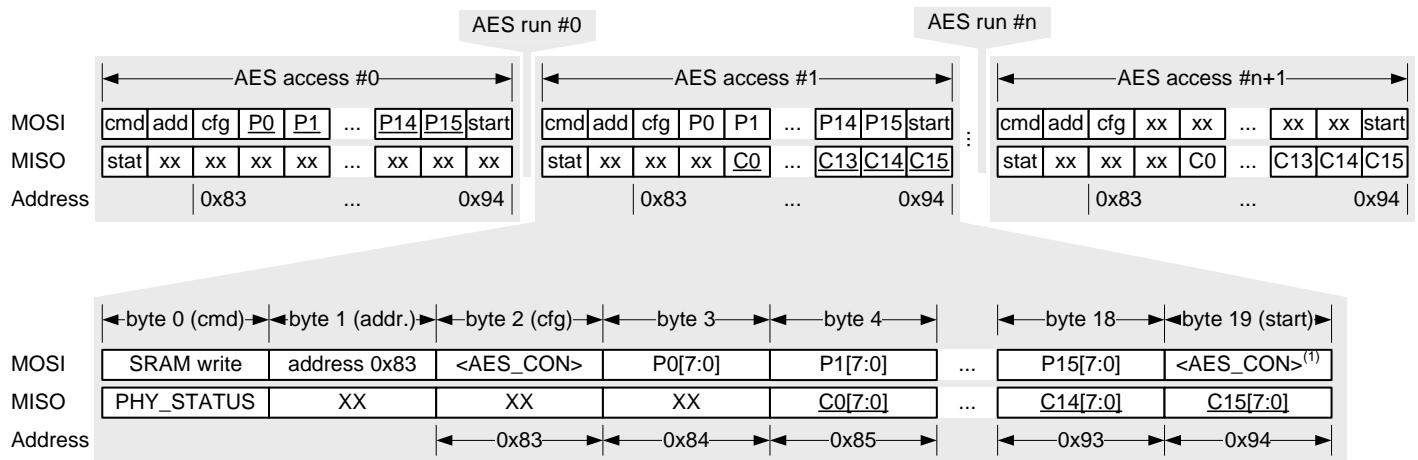 AES run #0 AES run #n
AES access #0 AES access #1 AES access #n+1
MOSI cmd add cfg P0 P1 ... P14 P15 start cmd add cfg P0 P1 ... P14 P15 start ... cmd add cfg xx xx ... xx xx start
MISO stat xx xx xx xx ... xx xx xx stat xx xx xx C0 ... C13 C14 C15 stat xx xx xx C0 ... C13 C14 C15
Address 0x83 ... 0x94 0x83 ... 0x94 0x83 ... 0x94
byte 0 (cmd) byte 1 (addr.) byte 2 (cfg) byte 3 byte 4 byte 18 byte 19 (start)
MOSI SRAM write address 0x83 <AES_CON> P0[7:0] P1[7:0] ... P15[7:0] <AES_CON>(1)
MISO PHY_STATUS XX XX XX C0[7:0] ... C14[7:0] C15[7:0]
Address 0x83 0x84 0x85 0x93 0x94